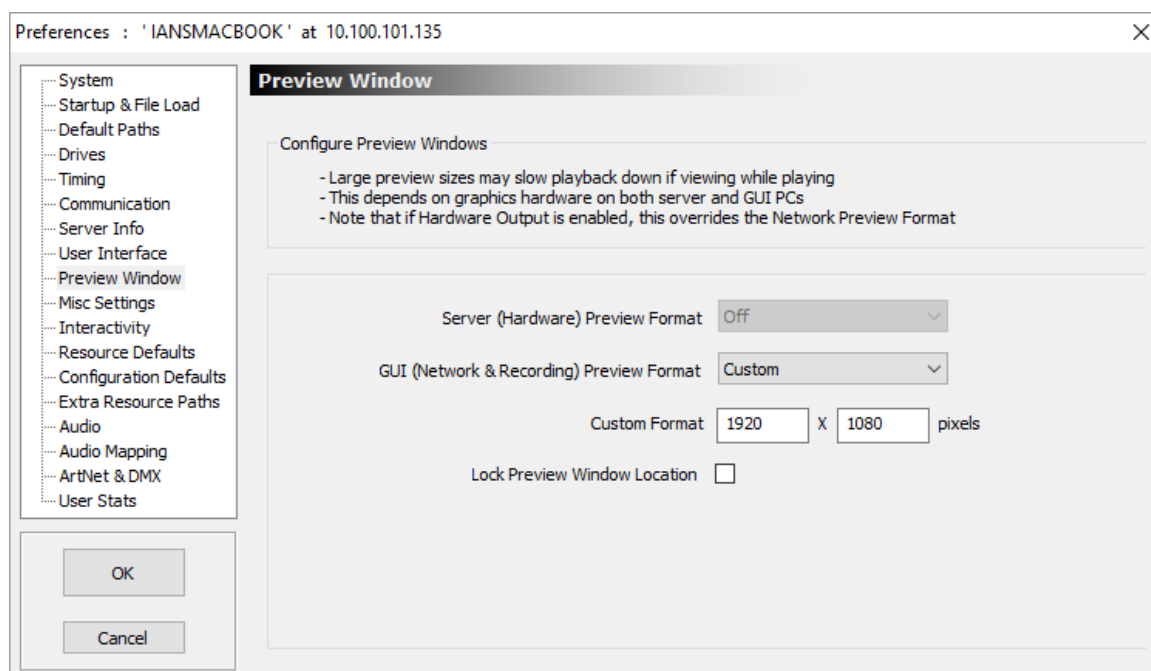 Preferences : ' IANSMACBOOK ' at 10.100.101.135
System
Startup & File Load
Default Paths
Drives
Timing
Communication
Server Info
User Interface
Preview Window
Misc Settings
Interactivity
Resource Defaults
Configuration Defaults
Extra Resource Paths
Audio
Audio Mapping
ArtNet & DMX
User Stats
OK
Cancel
Preview Window
Configure Preview Windows
- Large preview sizes may slow playback down if viewing while playing
- This depends on graphics hardware on both server and GUI PCs
- Note that if Hardware Output is enabled, this overrides the Network Preview Format
Server (Hardware) Preview Format Off
GUI (Network & Recording) Preview Format Custom
Custom Format 1920 X 1080 pixels
Lock Preview Window Location